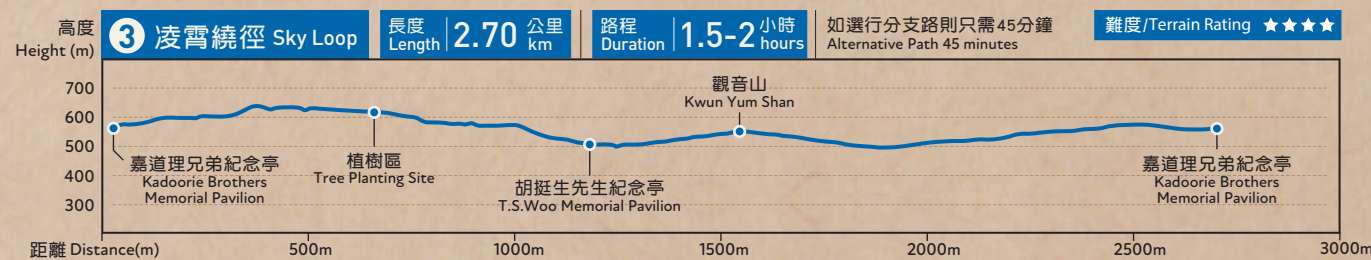 高度
Height (m)
3 凌霄繞徑 Sky Loop
長度
Length
2.70 公里
km
路程
Duration
1.5-2 小時
hours
如選行分支路則只需45分鐘
Alternative Path 45 minutes
難度/Terrain Rating ★★★★
700
600
500
400
300
嘉道理兄弟紀念亭
Kadoorie Brothers
Memorial Pavilion
植樹區
Tree Planting Site
胡挺生先生紀念亭
T.S.Woo Memorial Pavilion
觀音山
Kwun Yum Shan
嘉道理兄弟紀念亭
Kadoorie Brothers
Memorial Pavilion
距離 Distance(m)
500m
1000m
1500m
2000m
2500m
3000m